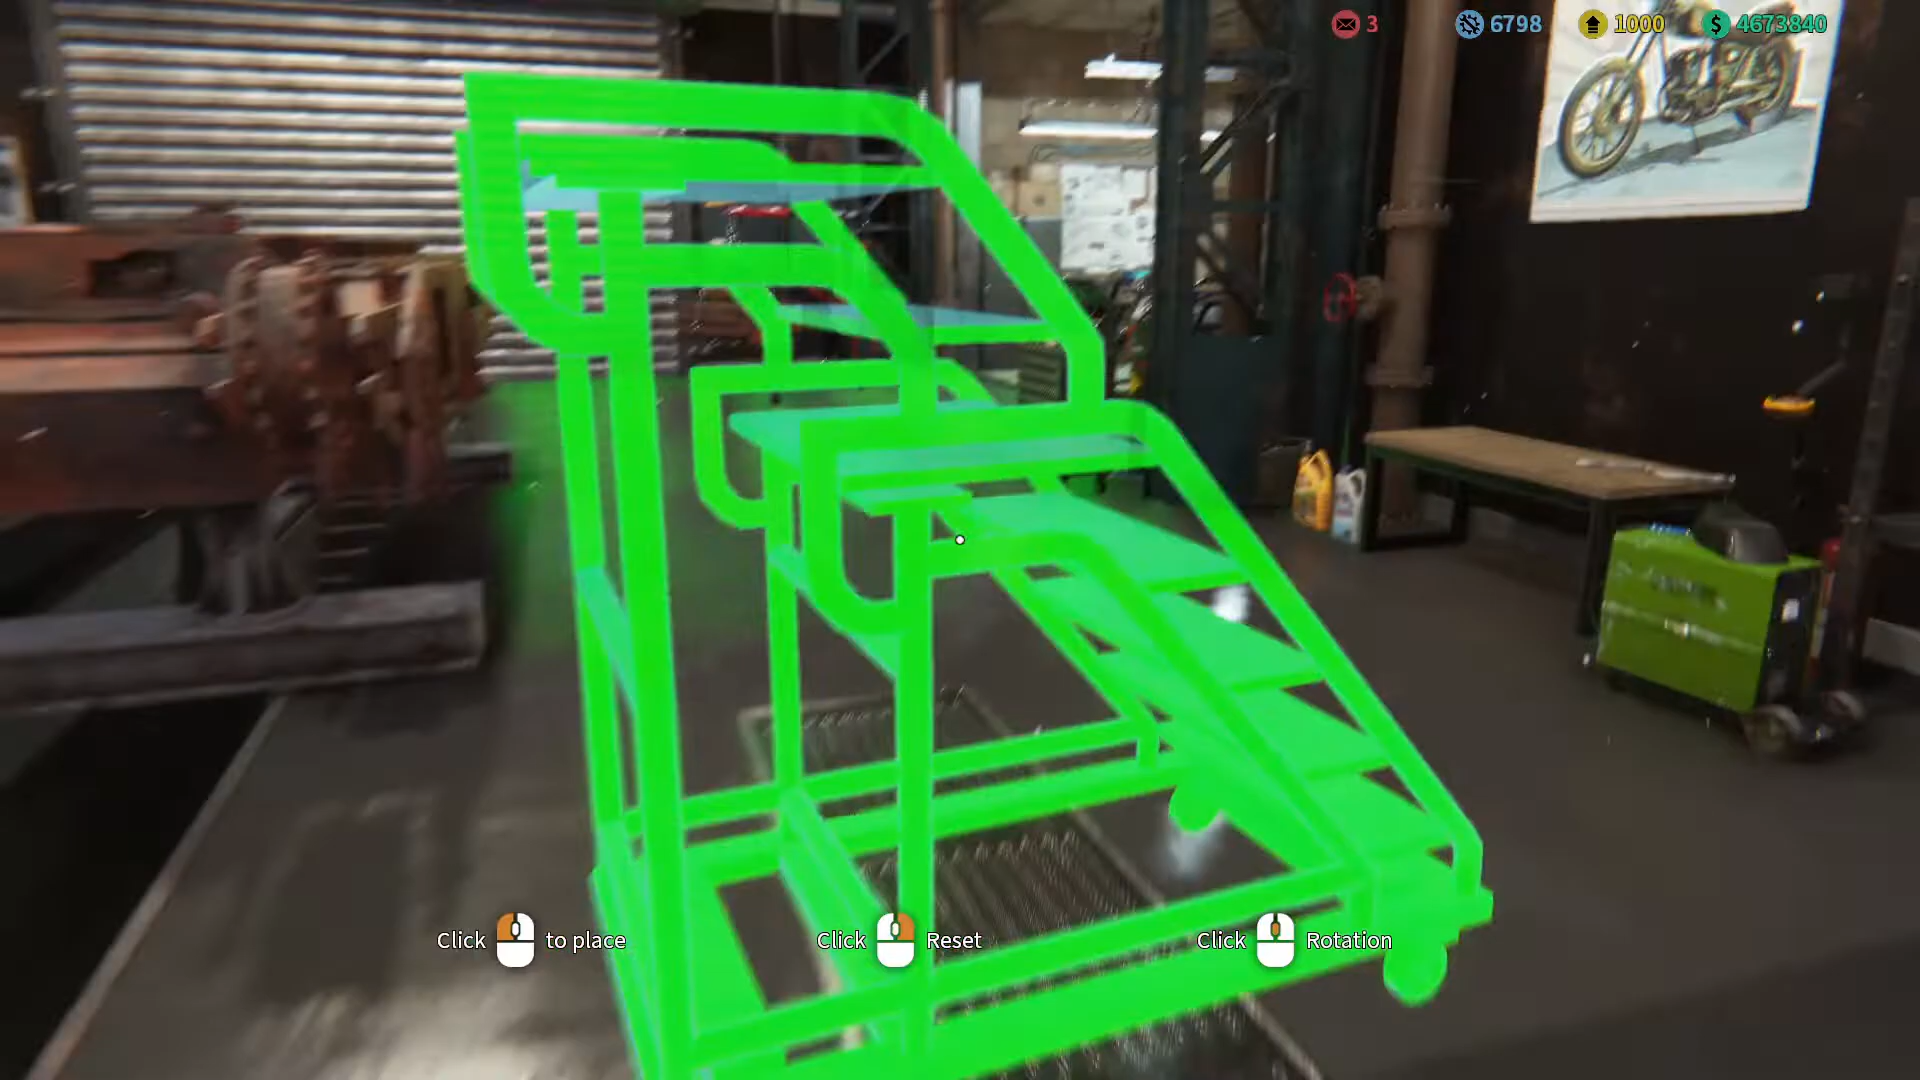 3
6798
1000
4673840
Click to place
Click Reset
Click Rotation